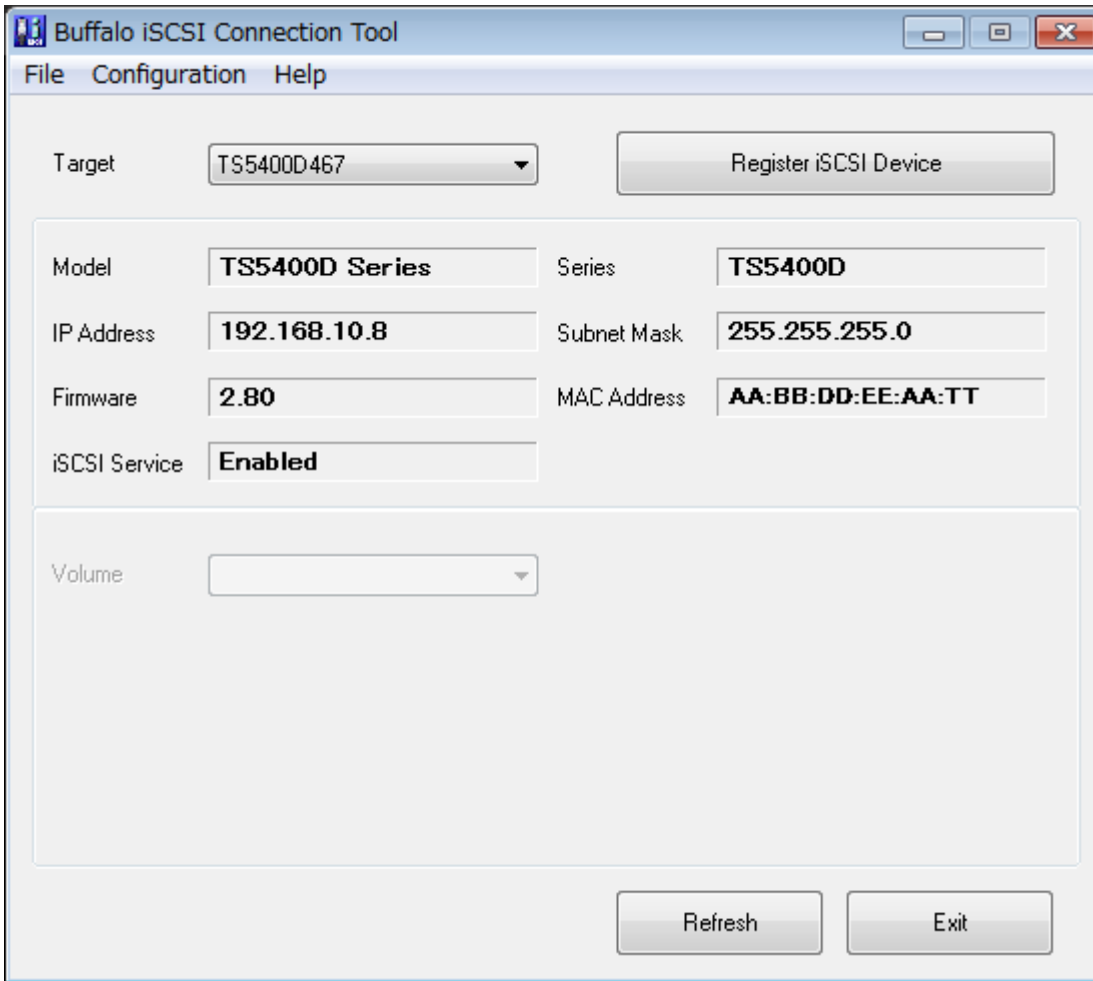 Buffalo iSCSI Connection Tool
File Configuration Help
Target TS5400D467 Register iSCSI Device
Model TS5400D Series Series TS5400D
IP Address 192.168.10.8 Subnet Mask 255.255.255.0
Firmware 2.80 MAC Address AA:BB:DD:EE:AA:TT
iSCSI Service Enabled
Volume
Refresh Exit